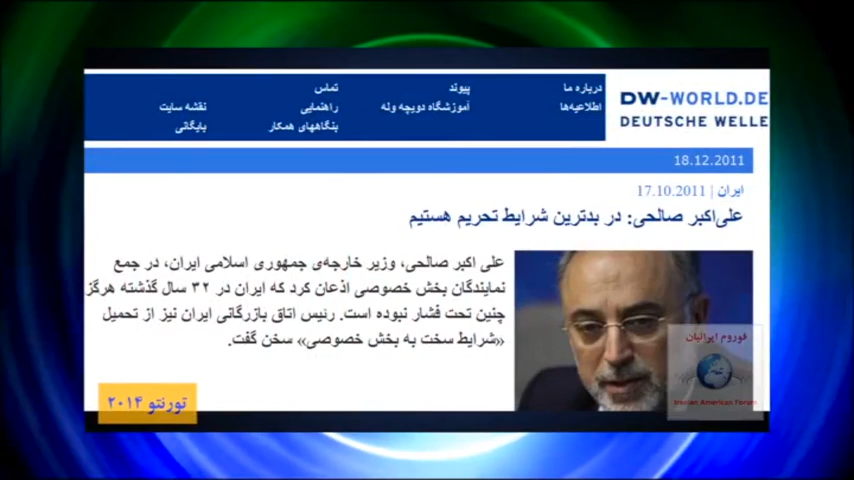 DW-WORLD.DE
DEUTSCHE WELLE
درباره ما
پیوند
تماس
اطلاعیه‌ها
آموزشگاه دویچه وله
راهنمایی
نقشه سایت
بنگاههای همکار
بایگانی
18.12.2011
ایران | 17.10.2011
علی‌اکبر صالحی: در بدترین شرایط تحریم هستیم
علی اکبر صالحی، وزیر خارجه‌ی جمهوری اسلامی ایران، در جمع
نمایندگان بخش خصوصی اذعان کرد که ایران در ۳۲ سال گذشته هرگز
چنین تحت فشار نبوده است. رئیس اتاق بازرگانی ایران نیز از تحمیل
«شرایط سخت به بخش خصوصی» سخن گفت.
فوروم ایرانیان
Iranian American Forum
تورنتو ۲۰۱۴